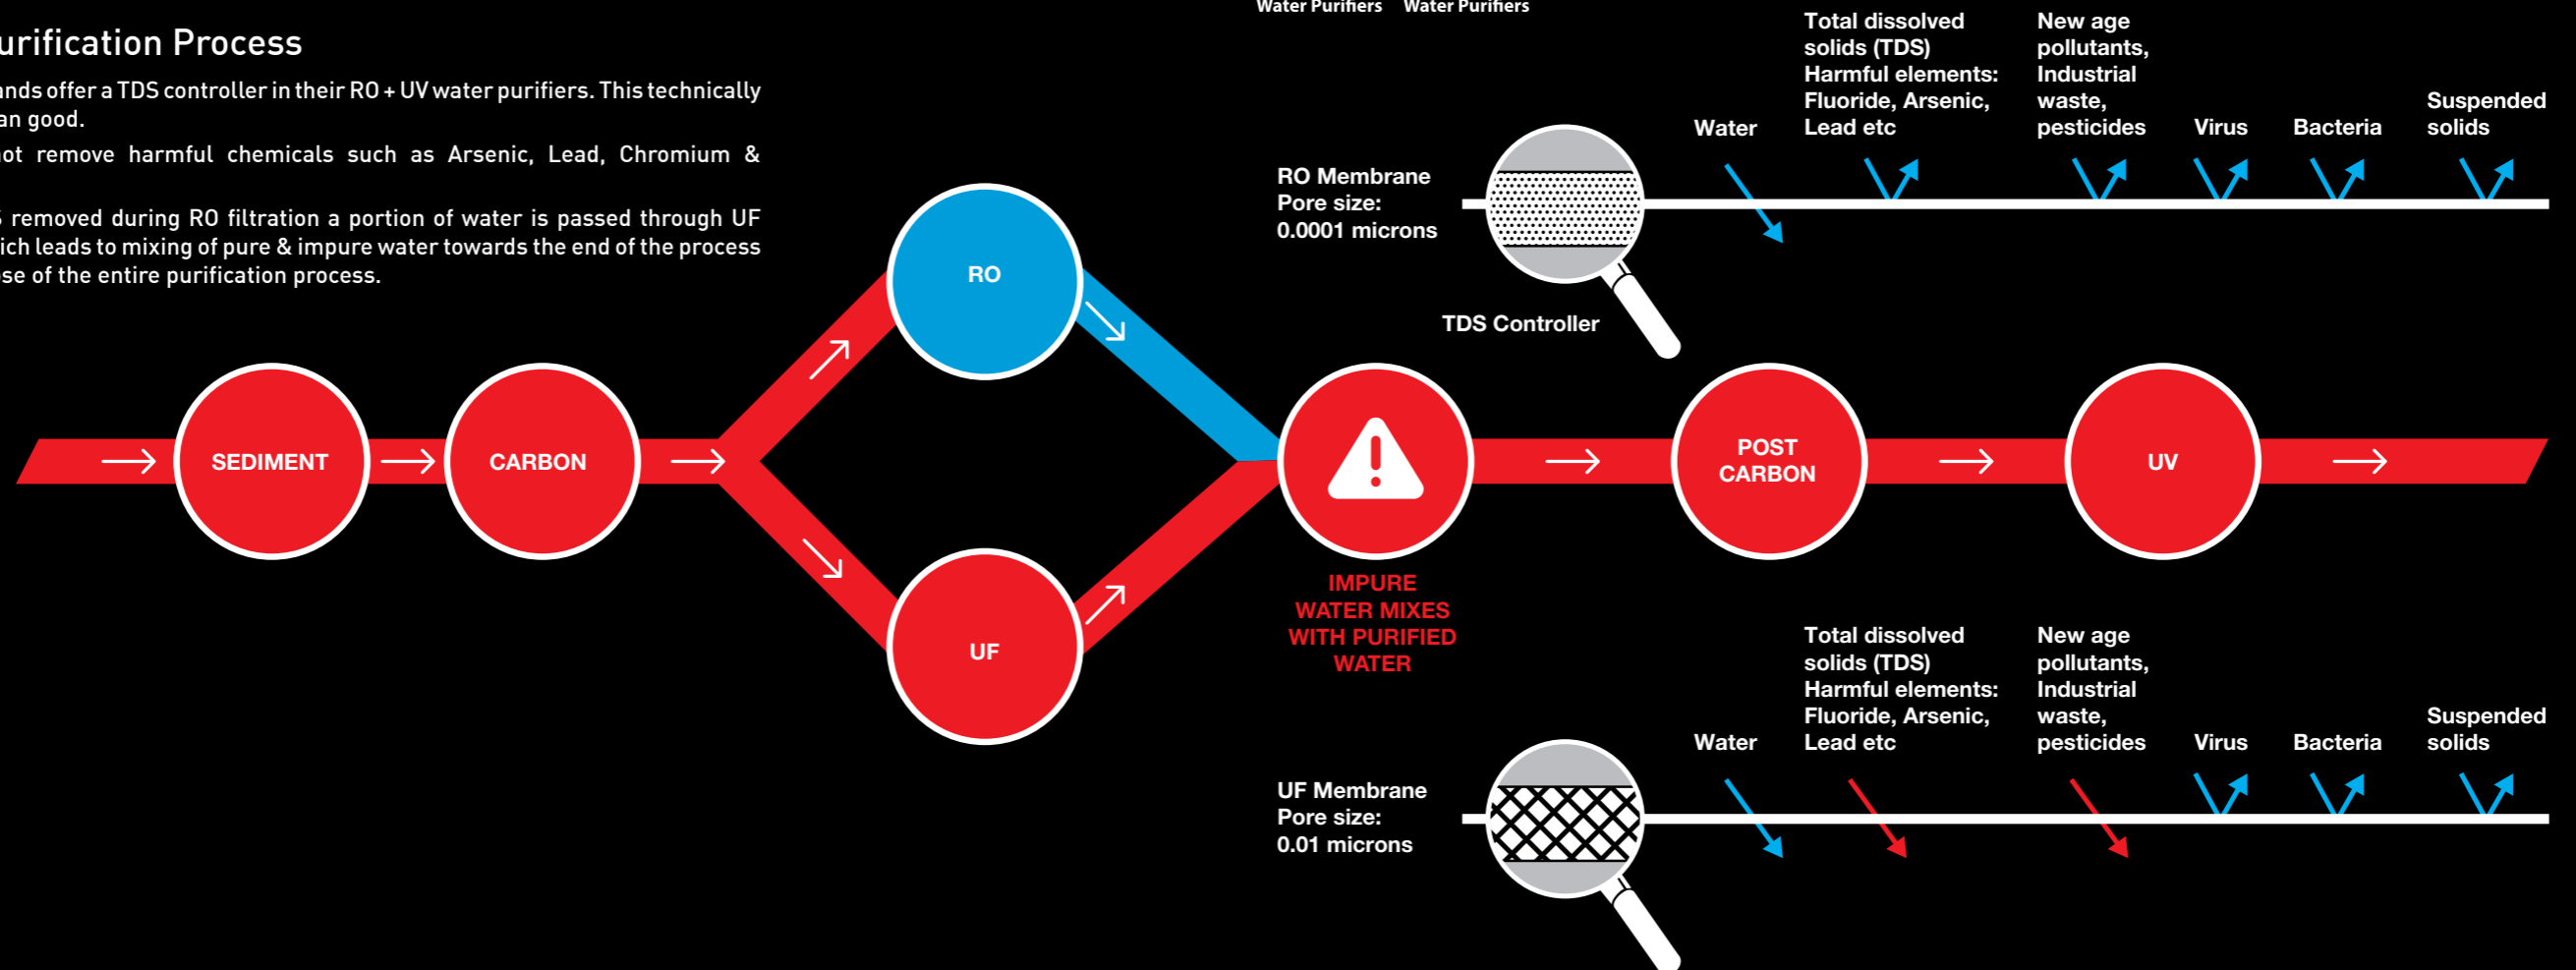 Water Purifiers Water Purifiers
urification Process
ands offer a TDS controller in their RO + UV water purifiers. This technically
an good.
not remove harmful chemicals such as Arsenic, Lead, Chromium &
S removed during RO filtration a portion of water is passed through UF
ich leads to mixing of pure & impure water towards the end of the process
ose of the entire purification process.
RO Membrane
Pore size:
0.0001 microns
Water
Total dissolved
solids (TDS)
Harmful elements:
Fluoride, Arsenic,
Lead etc
New age
pollutants,
Industrial
waste,
pesticides
Virus
Bacteria
Suspended
solids
TDS Controller
SEDIMENT
CARBON
RO
UF
IMPURE
WATER MIXES
WITH PURIFIED
WATER
POST
CARBON
UV
UF Membrane
Pore size:
0.01 microns
Water
Total dissolved
solids (TDS)
Harmful elements:
Fluoride, Arsenic,
Lead etc
New age
pollutants,
Industrial
waste,
pesticides
Virus
Bacteria
Suspended
solids